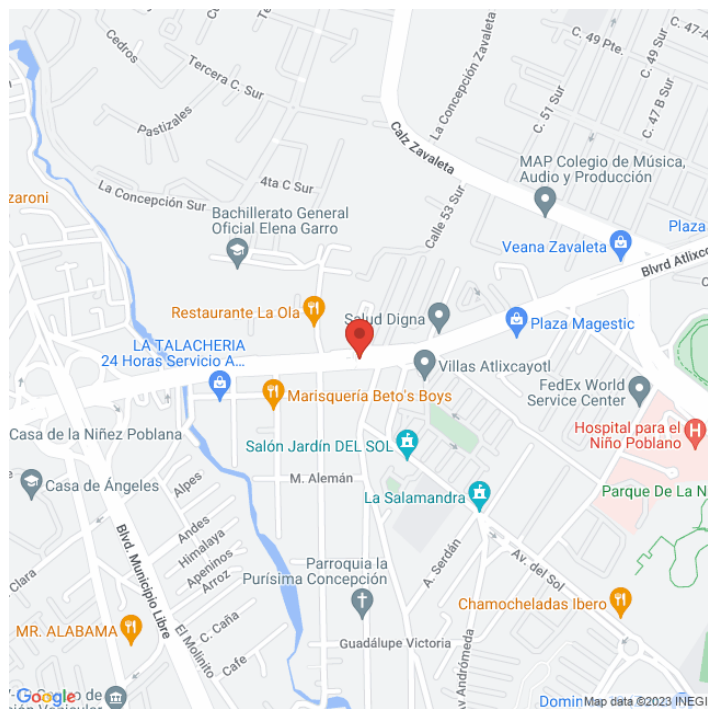 Cedros
Tercera C. Sur
Pastizales
La Concepción Zavaleta
C. 49 Pte.
C. 49 Sur
C. 47-A
C. 51 Sur
C. 47 B Sur
Calz Zavaleta
MAP Colegio de Música,
Audio y Producción
zaroni
La Concepción Sur
4ta C Sur
Calle 53 Sur
Bachillerato General
Oficial Elena Garro
Plaza
Veana Zavaleta
Blvrd Atlixco
Restaurante La Ola
Salud Digna
Plaza Magestic
LA TALACHERIA
24 Horas Servicio A...
Villas Atlixcayotl
Marisquería Beto's Boys
FedEx World
Service Center
Hospital para el
Niño Poblano
Casa de la Niñez Poblana
Salón Jardín DEL SOL
Casa de Ángeles
M. Alemán
Alpes
La Salamandra
Parque De La N
Andes
Himalaya
Apeninos
Arroz
Clara
Blvd. Municipio Libre
Parroquia la
Purísima Concepción
A. Serdán
Av. del Sol
Chamocheladas Ibero
MR. ALABAMA
El Molinito
C. Caña
Cafe
Guadálupe Victoria
Av Andrómeda
Google
Domin
Map data ©2023 INEGI